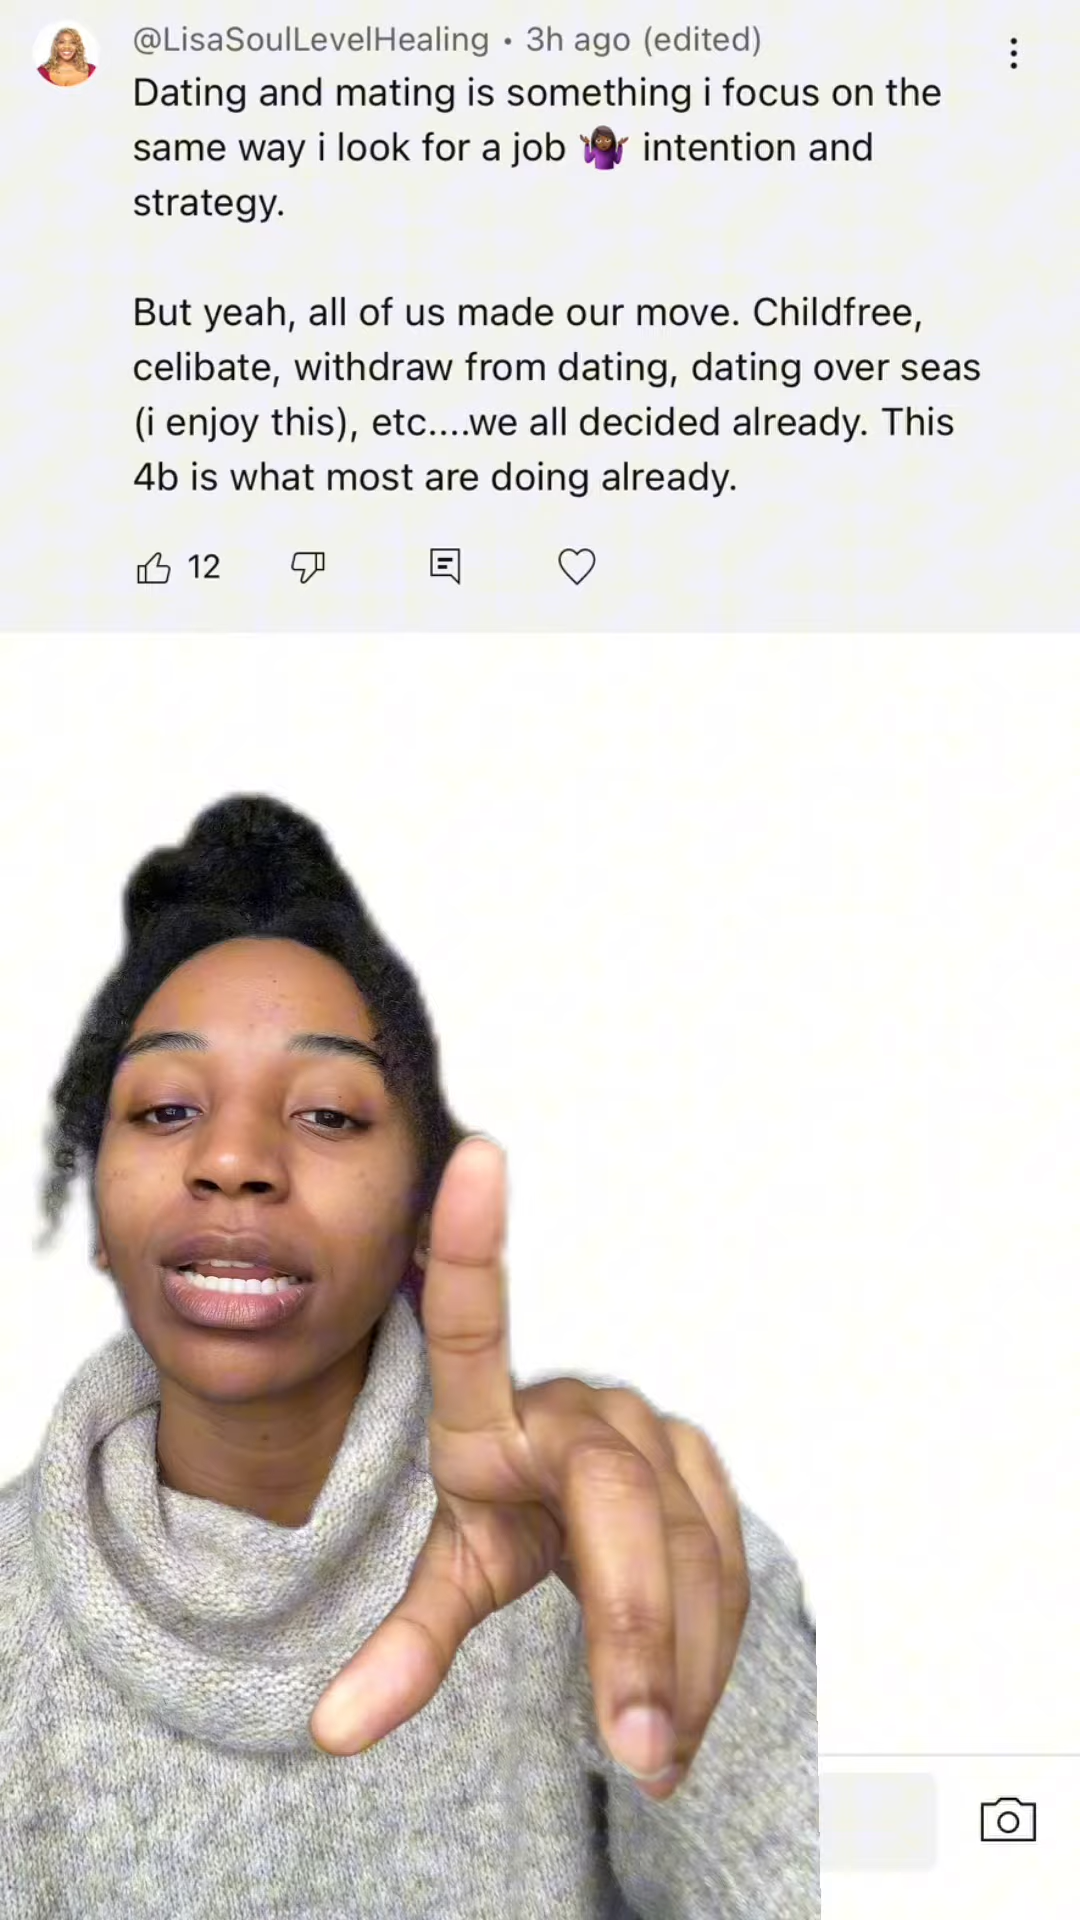 @LisaSoulLevelHealing • 3h ago (edited)
Dating and mating is something i focus on the
same way i look for a job 🤷🏾‍♀️ intention and
strategy.
But yeah, all of us made our move. Childfree,
celibate, withdraw from dating, dating over seas
(i enjoy this), etc....we all decided already. This
4b is what most are doing already.
12